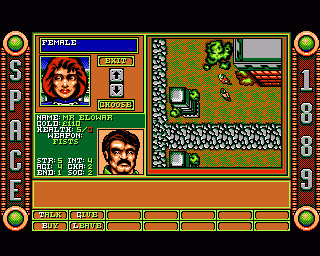 SPACE
FEMALE
EXIT
CHOOSE
NAME: MR ELOWAR
GOLD: £110
HEALTH: 5/5
WEAPON:
FISTS
STR: 5 INT: 4
AGI: 4 CHA: 2
END: 1 SOC: 2
TALK GIVE
BUY LEAVE
1889